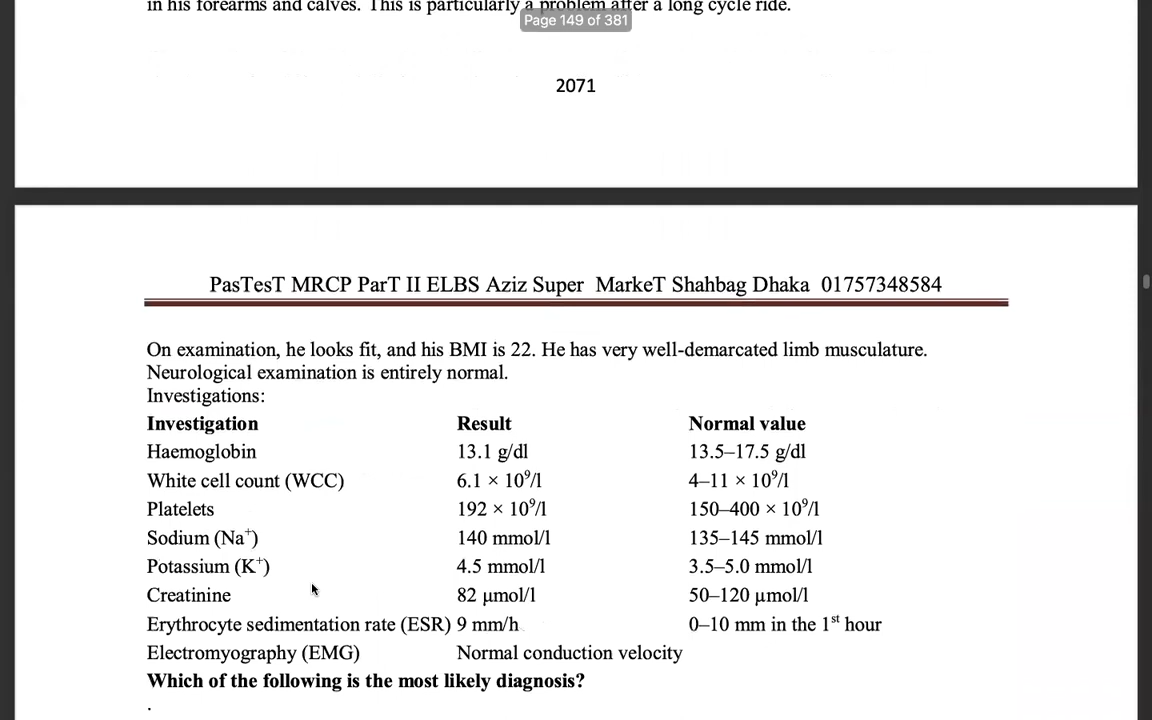 in his forearms and calves. This is particularly a problem after a long cycle ride.
Page 149 of 381
2071
PasTesT MRCP ParT II ELBS Aziz Super MarkeT Shahbag Dhaka 01757348584
On examination, he looks fit, and his BMI is 22. He has very well-demarcated limb musculature.
Neurological examination is entirely normal.
Investigations:
Investigation Result Normal value
Haemoglobin 13.1 g/dl 13.5–17.5 g/dl
White cell count (WCC) 6.1 × 10⁹/l 4–11 × 10⁹/l
Platelets 192 × 10⁹/l 150–400 × 10⁹/l
Sodium (Na⁺) 140 mmol/l 135–145 mmol/l
Potassium (K⁺) 4.5 mmol/l 3.5–5.0 mmol/l
Creatinine 82 µmol/l 50–120 µmol/l
Erythrocyte sedimentation rate (ESR) 9 mm/h 0–10 mm in the 1ˢᵗ hour
Electromyography (EMG) Normal conduction velocity
Which of the following is the most likely diagnosis?
.